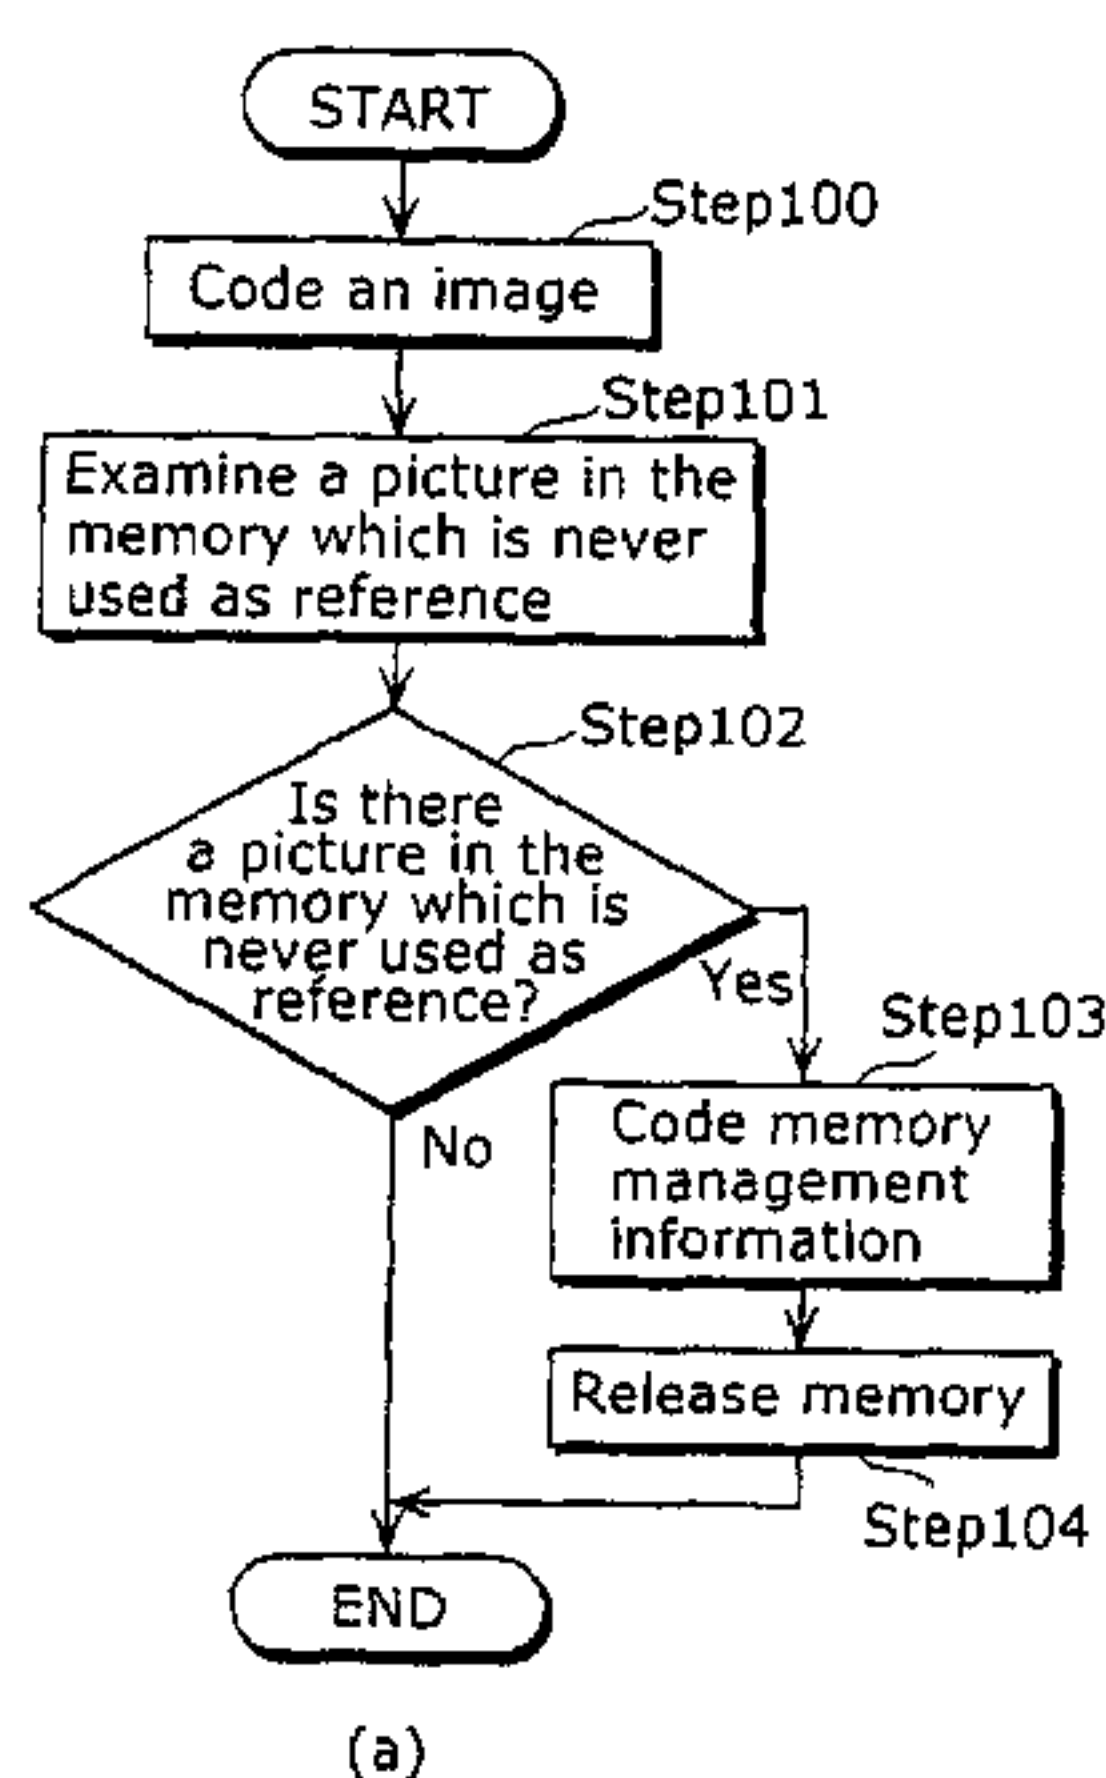 START
Step100
Code an image
Step101
Examine a picture in the
memory which is never
used as reference
Step102
Is there
a picture in the
memory which is
never used as
reference?
Yes
No
Step103
Code memory
management
information
Release memory
Step104
END
(a)